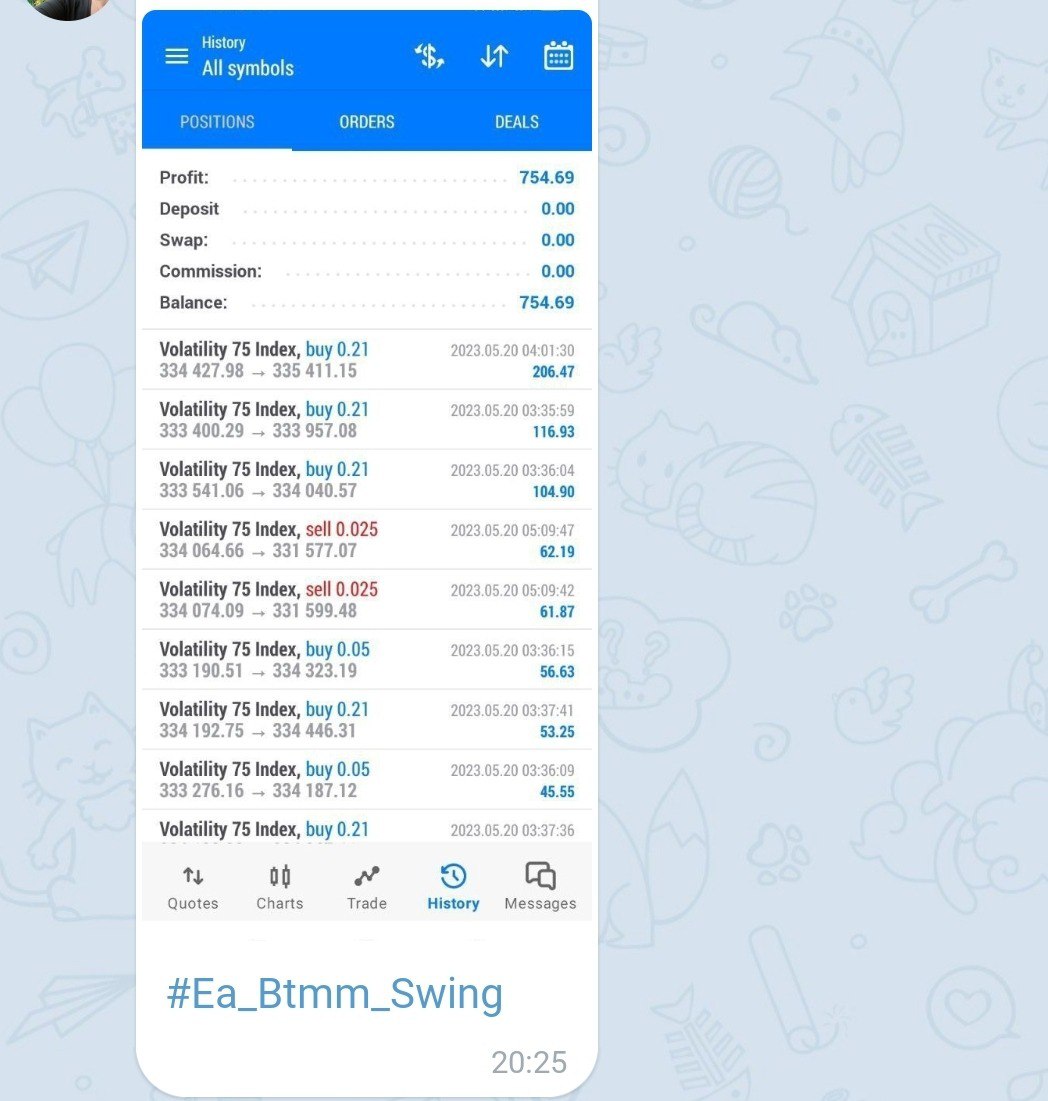 History
All symbols
POSITIONS ORDERS DEALS
Profit: 754.69
Deposit 0.00
Swap: 0.00
Commission: 0.00
Balance: 754.69
Volatility 75 Index, buy 0.21 2023.05.20 04:01:30
334 427.98 → 335 411.15 206.47
Volatility 75 Index, buy 0.21 2023.05.20 03:35:59
333 400.29 → 333 957.08 116.93
Volatility 75 Index, buy 0.21 2023.05.20 03:36:04
333 541.06 → 334 040.57 104.90
Volatility 75 Index, sell 0.025 2023.05.20 05:09:47
334 064.66 → 331 577.07 62.19
Volatility 75 Index, sell 0.025 2023.05.20 05:09:42
334 074.09 → 331 599.48 61.87
Volatility 75 Index, buy 0.05 2023.05.20 03:36:15
333 190.51 → 334 323.19 56.63
Volatility 75 Index, buy 0.21 2023.05.20 03:37:41
334 192.75 → 334 446.31 53.25
Volatility 75 Index, buy 0.05 2023.05.20 03:36:09
333 276.16 → 334 187.12 45.55
Volatility 75 Index, buy 0.21 2023.05.20 03:37:36
Quotes Charts Trade History Messages
#Ea_Btmm_Swing
20:25